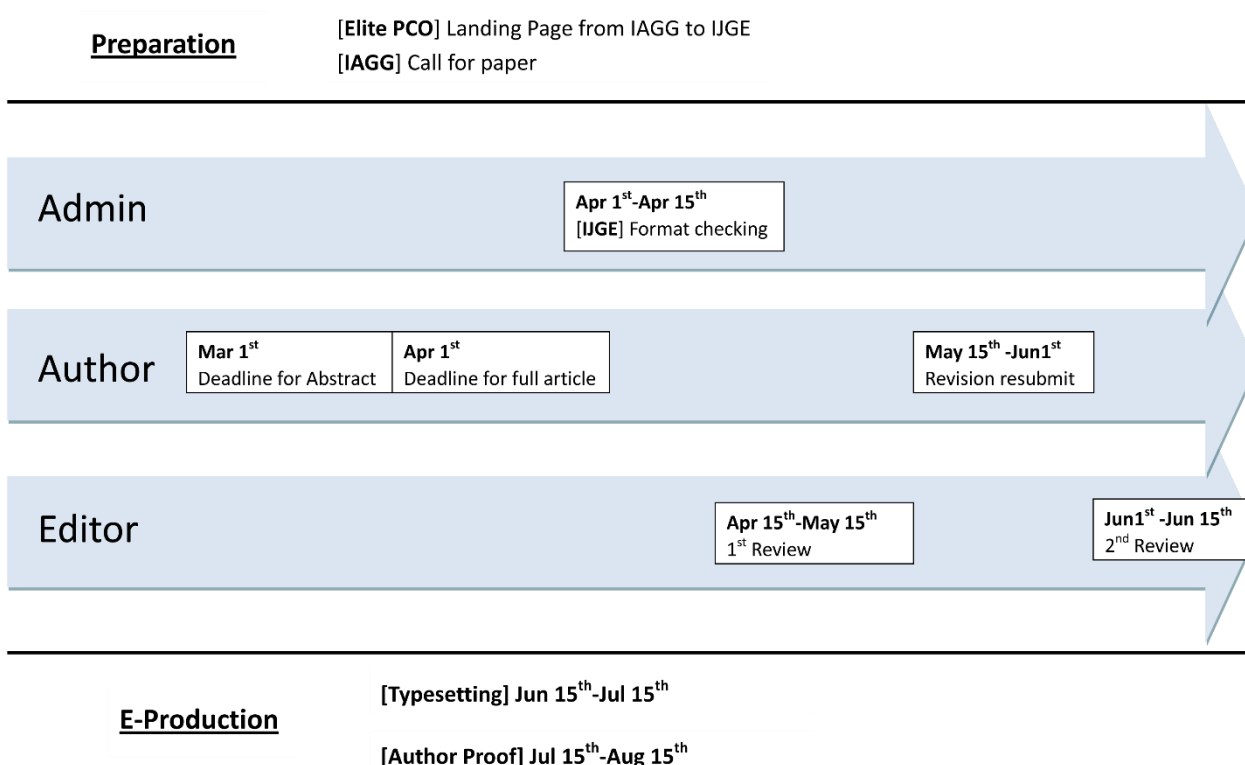 Preparation
[Elite PCO] Landing Page from IAGG to IJGE
[IAGG] Call for paper
Admin
Apr 1st-Apr 15th
[IJGE] Format checking
Author
Mar 1st
Deadline for Abstract
Apr 1st
Deadline for full article
May 15th -Jun1st
Revision resubmit
Editor
Apr 15th-May 15th
1st Review
Jun1st -Jun 15th
2nd Review
E-Production
[Typesetting] Jun 15th-Jul 15th
[Author Proof] Jul 15th-Aug 15th